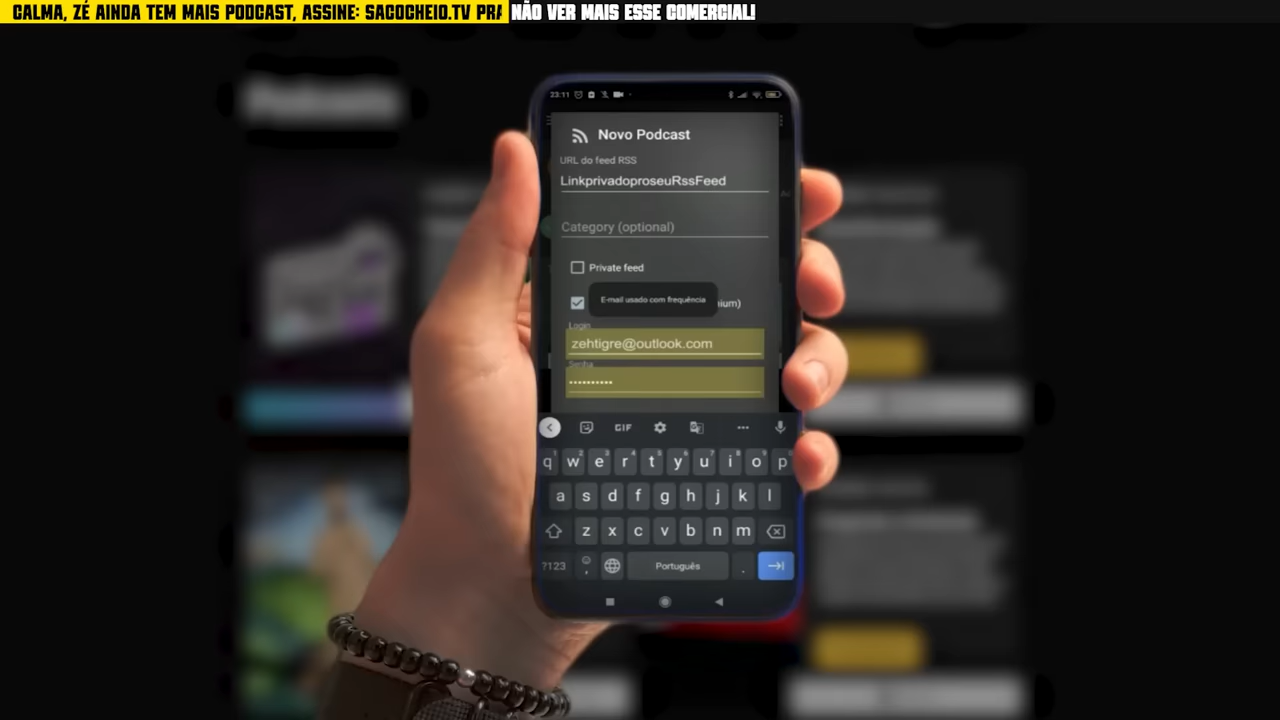 CALMA, ZÉ AINDA TEM MAIS PODCAST, ASSINE: SACOCHEIO.TV PRA NÃO VER MAIS ESSE COMERCIAL!
23:11
Novo Podcast
URL do feed RSS
LinkprivadoproseuRssFeed
Category (optional)
Private feed
E-mail usado com frequência
ium)
Login
zehtigre@outlook.com
Senha
••••••••••
GIF
q w e r t y u i o p
a s d f g h j k l
z x c v b n m
?123 , Português .